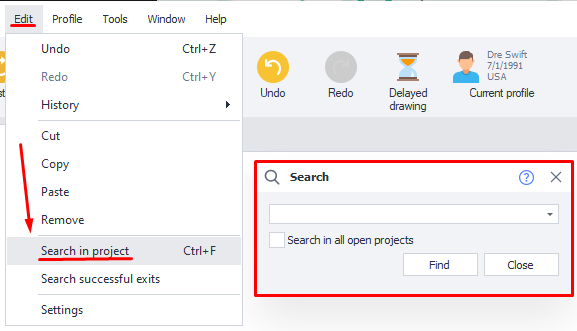 Edit Profile Tools Window Help
Undo Ctrl+Z
Redo Ctrl+Y
History
Cut
Copy
Paste
Remove
Search in project Ctrl+F
Search successful exits
Settings
st
Undo
Redo
Delayed
drawing
Dre Swift
7/1/1991
USA
Current profile
Search ?
Search in all open projects
Find Close